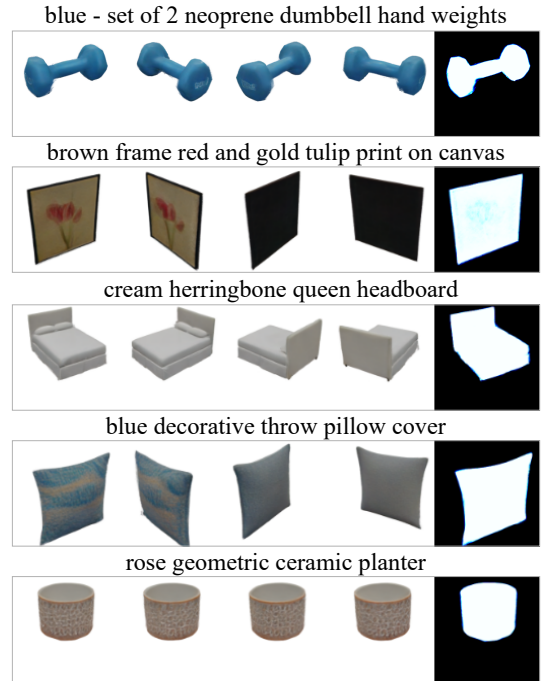 blue - set of 2 neoprene dumbbell hand weights
brown frame red and gold tulip print on canvas
cream herringbone queen headboard
blue decorative throw pillow cover
rose geometric ceramic planter